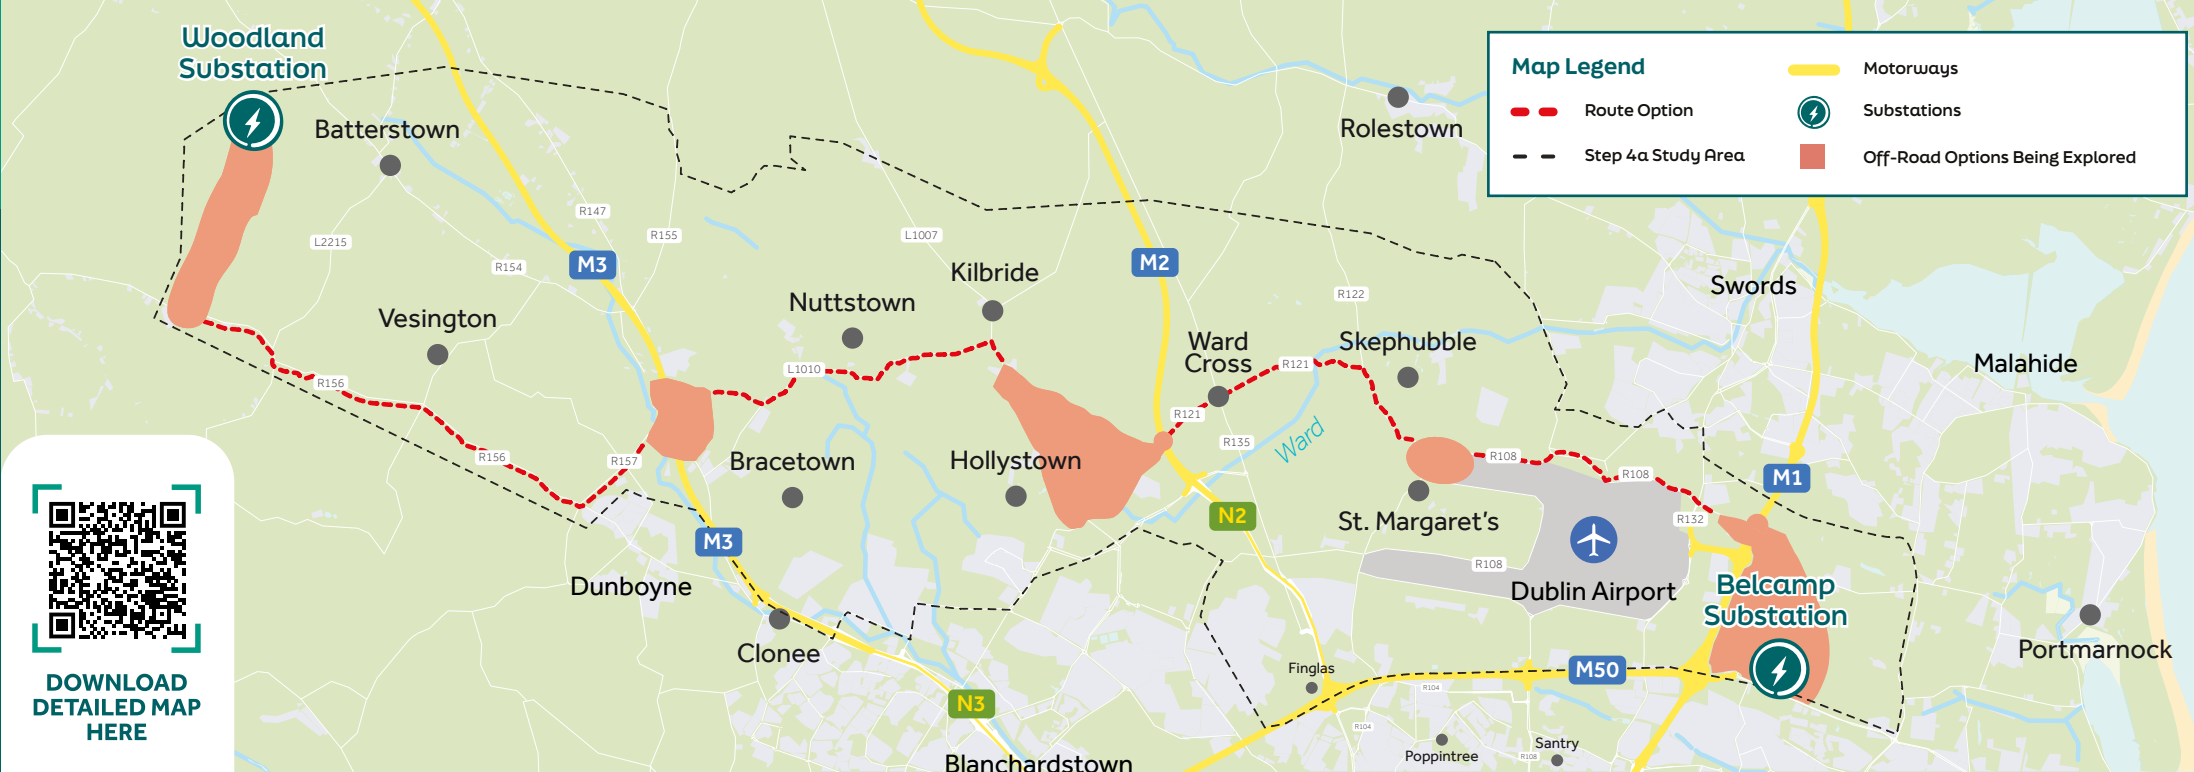 Woodland
Substation
Map Legend
Motorways
Route Option
Substations
Step 4a Study Area
Off-Road Options Being Explored
Batterstown
Rolestown
R147
R155
L2215
L1007
R154
M3
M2
Kilbride
Swords
R122
Nuttstown
Vesington
Ward
Cross
Skephubble
Malahide
L1010
R121
R156
R121
R135
Ward
R156
R157
Bracetown
Hollystown
R108
R108
M1
N2
St. Margaret's
R132
M3
R108
Dunboyne
Dublin Airport
Belcamp
Substation
Clonee
Portmarnock
Finglas
M50
R104
N3
R104
Poppintree
Santry
R108
Blanchardstown
DOWNLOAD
DETAILED MAP
HERE